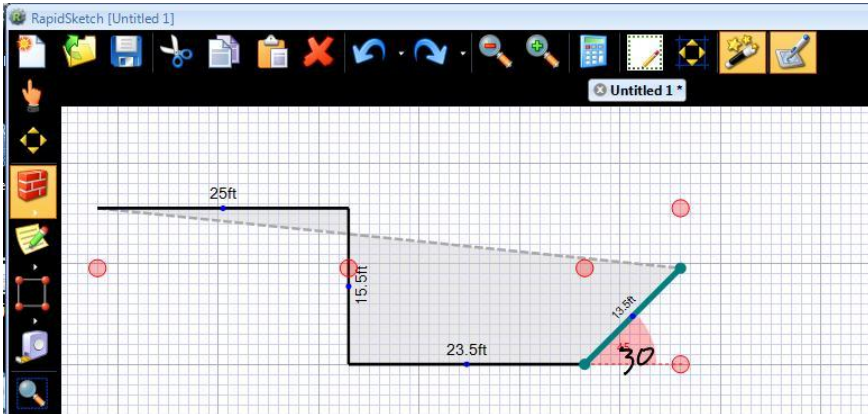 RapidSketch [Untitled 1]
Untitled 1 *
25ft
15.5ft
13.5ft
23.5ft
30